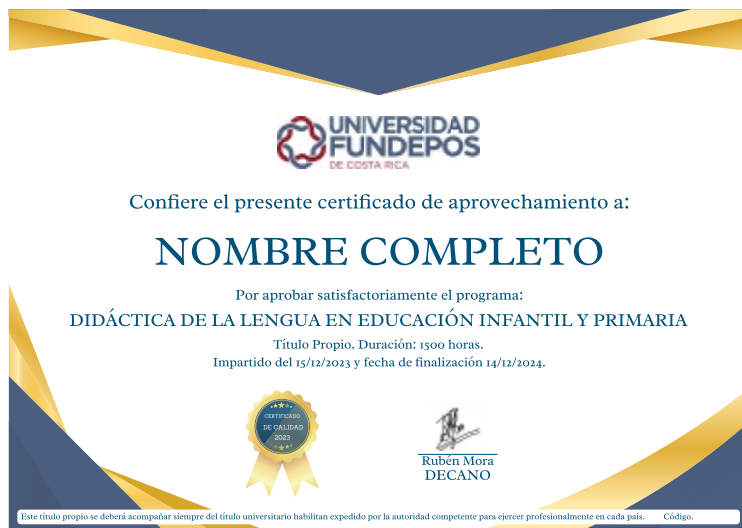 UNIVERSIDAD
FUNDEPOS
DE COSTA RICA
Confiere el presente certificado de aprovechamiento a:
NOMBRE COMPLETO
Por aprobar satisfactoriamente el programa:
DIDÁCTICA DE LA LENGUA EN EDUCACIÓN INFANTIL Y PRIMARIA
Título Propio. Duración: 1500 horas.
Impartido del 15/12/2023 y fecha de finalización 14/12/2024.
CERTIFICADO
DE CALIDAD
2023
Rubén Mora
DECANO
Este título propio se deberá acompañar siempre del título universitario habilitan expedido por la autoridad competente para ejercer profesionalmente en cada país. Código.